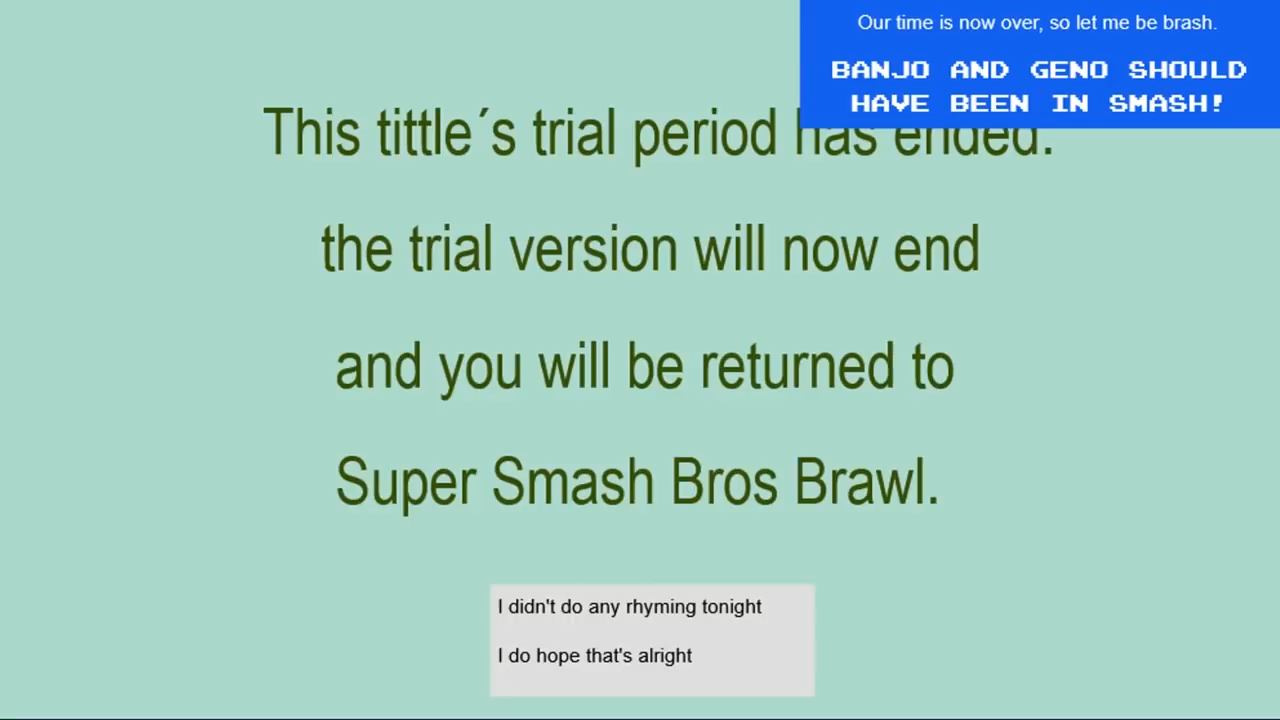 Our time is now over, so let me be brash.
BANJO AND GENO SHOULD
HAVE BEEN IN SMASH!
This tittle´s trial period has ended.
the trial version will now end
and you will be returned to
Super Smash Bros Brawl.
I didn't do any rhyming tonight
I do hope that's alright